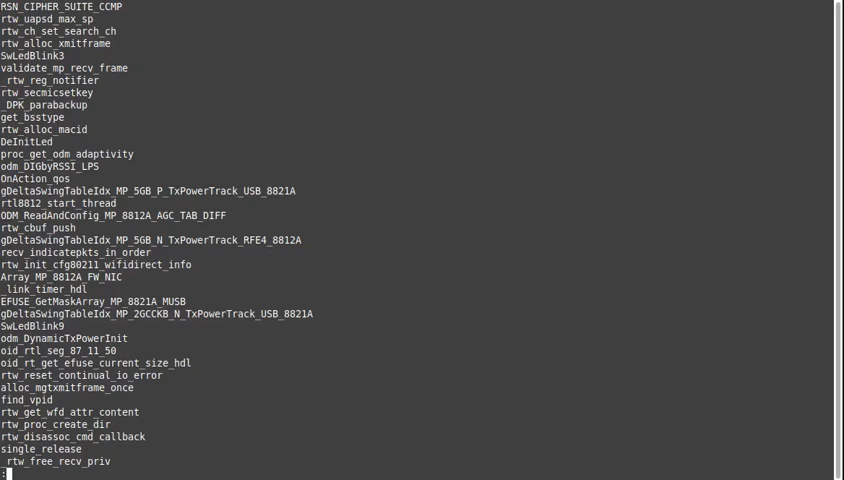 RSN_CIPHER_SUITE_CCMP
rtw_uapsd_max_sp
rtw_ch_set_search_ch
rtw_alloc_xmitframe
SwLedBlink3
validate_mp_recv_frame
_rtw_reg_notifier
rtw_secmicsetkey
_DPK_parabackup
get_bsstype
rtw_alloc_macid
DeInitLed
proc_get_odm_adaptivity
odm_DIGbyRSSI_LPS
OnAction_qos
gDeltaSwingTableIdx_MP_5GB_P_TxPowerTrack_USB_8821A
rtl8812_start_thread
ODM_ReadAndConfig_MP_8812A_AGC_TAB_DIFF
rtw_cbuf_push
gDeltaSwingTableIdx_MP_5GB_N_TxPowerTrack_RFE4_8812A
recv_indicatepkts_in_order
rtw_init_cfg80211_wifidirect_info
Array_MP_8812A_FW_NIC
_link_timer_hdl
EFUSE_GetMaskArray_MP_8821A_MUSB
gDeltaSwingTableIdx_MP_2GCCKB_N_TxPowerTrack_USB_8821A
SwLedBlink9
odm_DynamicTxPowerInit
oid_rtl_seg_87_11_50
oid_rt_get_efuse_current_size_hdl
rtw_reset_continual_io_error
alloc_mgtxmitframe_once
find_vpid
rtw_get_wfd_attr_content
rtw_proc_create_dir
rtw_disassoc_cmd_callback
single_release
_rtw_free_recv_priv
: